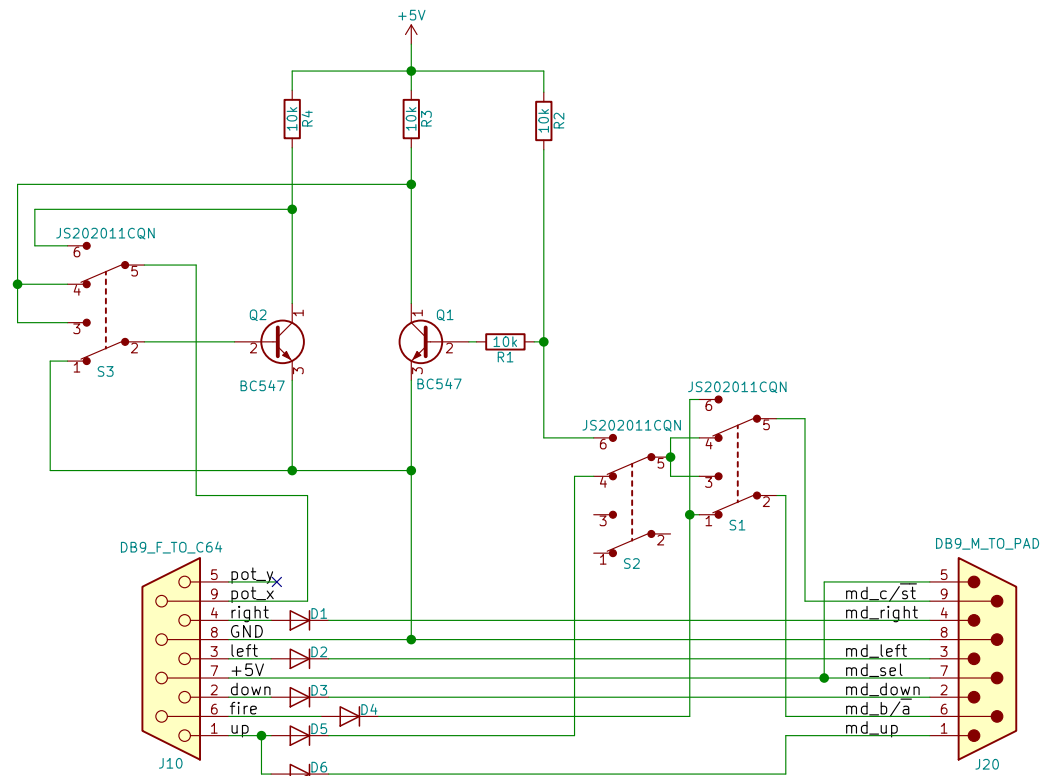 +5V
10k
R4
10k
R3
10k
R2
JS202011CQN
6
5
4
3
2
1
S3
Q2
1
2
3
BC547
Q1
1
2
3
BC547
10k
R1
JS202011CQN
6
5
4
3
2
1
S1
JS202011CQN
6
5
4
3
2
1
S2
DB9_F_TO_C64
5 pot_y
9 pot_x
4 right
8 GND
3 left
7 +5V
2 down
6 fire
1 up
J10
D1
D2
D3
D4
D5
D6
DB9_M_TO_PAD
5
md_c/st 9
md_right 4
8
md_left 3
md_sel 7
md_down 2
md_b/a 6
md_up 1
J20